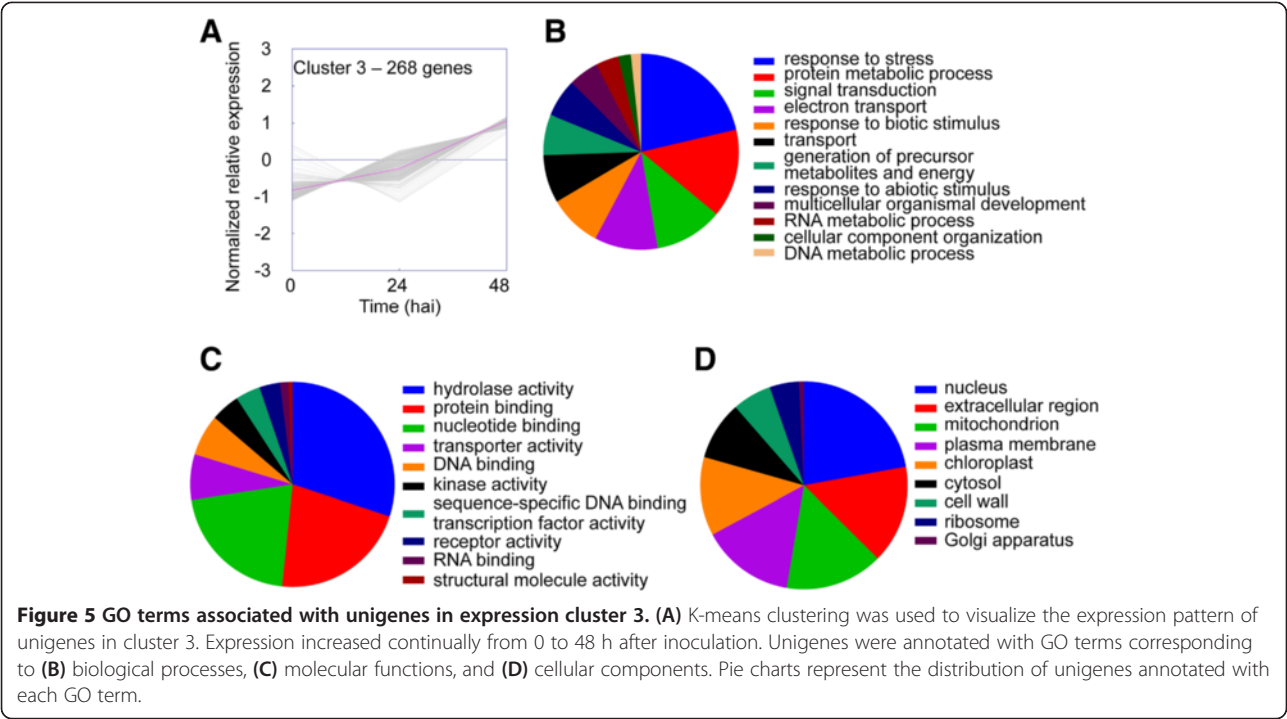 A
Normalized relative expression
3
2
1
0
-1
-2
-3
Cluster 3 – 268 genes
0 24 48
Time (hai)
B
response to stress
protein metabolic process
signal transduction
electron transport
response to biotic stimulus
transport
generation of precursor
metabolites and energy
response to abiotic stimulus
multicellular organismal development
RNA metabolic process
cellular component organization
DNA metabolic process
C
hydrolase activity
protein binding
nucleotide binding
transporter activity
DNA binding
kinase activity
sequence-specific DNA binding
transcription factor activity
receptor activity
RNA binding
structural molecule activity
D
nucleus
extracellular region
mitochondrion
plasma membrane
chloroplast
cytosol
cell wall
ribosome
Golgi apparatus
Figure 5 GO terms associated with unigenes in expression cluster 3. (A) K-means clustering was used to visualize the expression pattern of
unigenes in cluster 3. Expression increased continually from 0 to 48 h after inoculation. Unigenes were annotated with GO terms corresponding
to (B) biological processes, (C) molecular functions, and (D) cellular components. Pie charts represent the distribution of unigenes annotated with
each GO term.